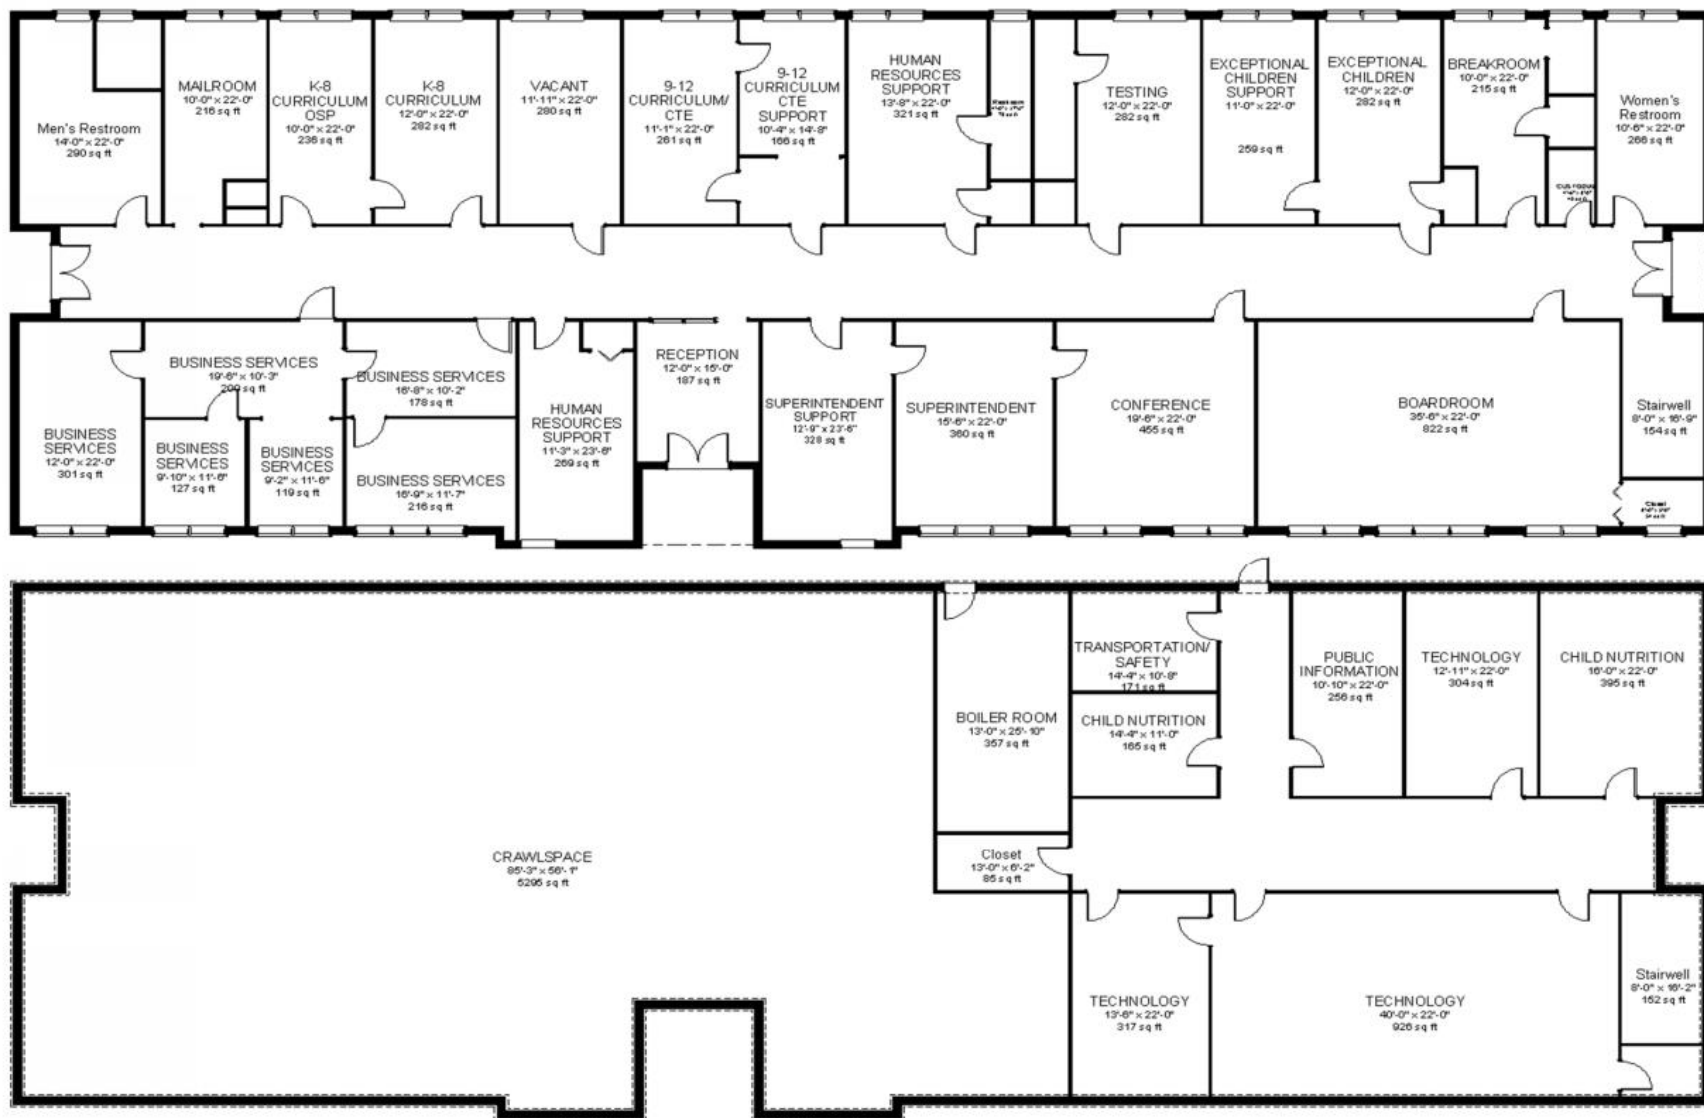 Men's Restroom
14'-0" x 22'-0"
290 sq ft
MAILROOM
10'-0" x 22'-0"
216 sq ft
K-8
CURRICULUM
OSP
10'-0" x 22'-0"
236 sq ft
K-8
CURRICULUM
12'-0" x 22'-0"
282 sq ft
VACANT
11'-11" x 22'-0"
280 sq ft
9-12
CURRICULUM/
CTE
11'-1" x 22'-0"
261 sq ft
9-12
CURRICULUM
CTE
SUPPORT
10'-4" x 14'-8"
166 sq ft
HUMAN
RESOURCES
SUPPORT
13'-8" x 22'-0"
321 sq ft
Restroom
TESTING
12'-0" x 22'-0"
282 sq ft
EXCEPTIONAL
CHILDREN
SUPPORT
11'-0" x 22'-0"
259 sq ft
EXCEPTIONAL
CHILDREN
12'-0" x 22'-0"
282 sq ft
BREAKROOM
10'-0" x 22'-0"
215 sq ft
Women's
Restroom
10'-6" x 22'-0"
266 sq ft
BUSINESS
SERVICES
12'-0" x 22'-0"
301 sq ft
BUSINESS SERVICES
19'-6" x 10'-3"
200 sq ft
BUSINESS
SERVICES
9'-10" x 11'-6"
127 sq ft
BUSINESS
SERVICES
9'-2" x 11'-6"
119 sq ft
BUSINESS SERVICES
16'-8" x 10'-2"
178 sq ft
BUSINESS SERVICES
16'-9" x 11'-7"
216 sq ft
HUMAN
RESOURCES
SUPPORT
11'-3" x 23'-6"
269 sq ft
RECEPTION
12'-0" x 15'-0"
187 sq ft
SUPERINTENDENT
SUPPORT
12'-9" x 23'-6"
328 sq ft
SUPERINTENDENT
15'-6" x 22'-0"
360 sq ft
CONFERENCE
19'-6" x 22'-0"
455 sq ft
BOARDROOM
35'-6" x 22'-0"
822 sq ft
Stairwell
8'-0" x 16'-9"
154 sq ft
Closet
CRAWLSPACE
85'-3" x 56'-1"
5295 sq ft
BOILER ROOM
13'-0" x 25'-10"
357 sq ft
Closet
13'-0" x 6'-2"
85 sq ft
TRANSPORTATION/
SAFETY
14'-4" x 10'-8"
171 sq ft
CHILD NUTRITION
14'-4" x 11'-0"
165 sq ft
PUBLIC
INFORMATION
10'-10" x 22'-0"
256 sq ft
TECHNOLOGY
12'-11" x 22'-0"
304 sq ft
CHILD NUTRITION
16'-0" x 22'-0"
395 sq ft
TECHNOLOGY
13'-6" x 22'-0"
317 sq ft
TECHNOLOGY
40'-0" x 22'-0"
926 sq ft
Stairwell
8'-0" x 16'-2"
152 sq ft